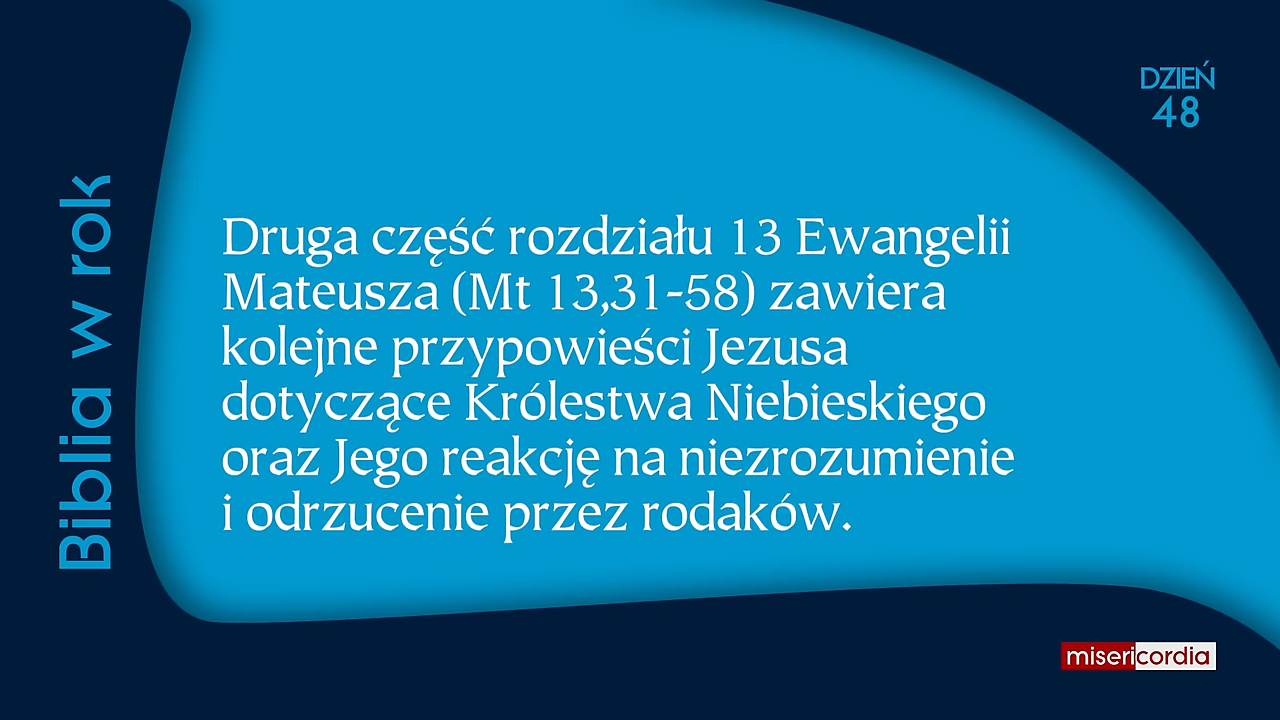 Biblia w rok
DZIEŃ
48
Druga część rozdziału 13 Ewangelii
Mateusza (Mt 13,31-58) zawiera
kolejne przypowieści Jezusa
dotyczące Królestwa Niebieskiego
oraz Jego reakcję na niezrozumienie
i odrzucenie przez rodaków.
misericordia